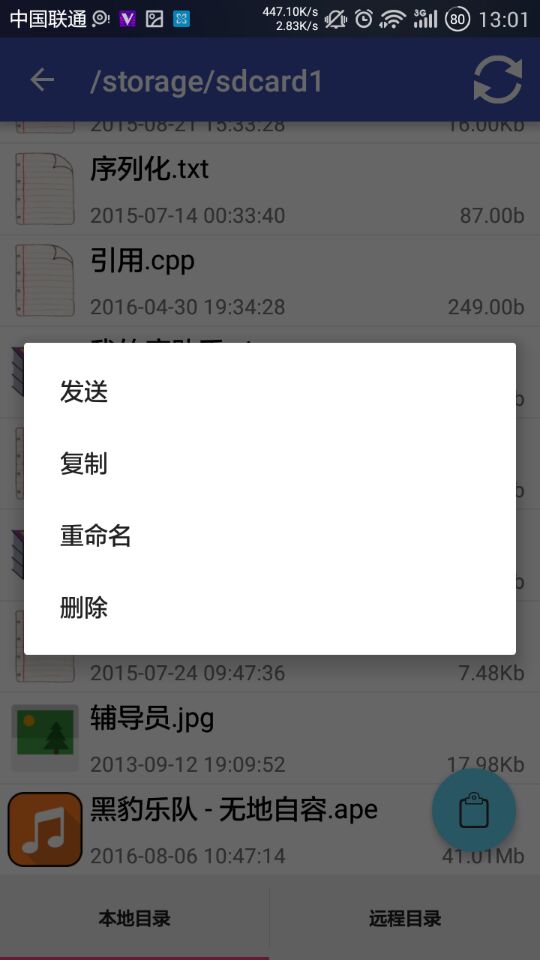 中国联通
447.10K/s
2.83K/s
3G
80
13:01
/storage/sdcard1
2015-08-21 15:33:28
16.00Kb
序列化.txt
2015-07-14 00:33:40
87.00b
引用.cpp
2016-04-30 19:34:28
249.00b
发送
复制
重命名
删除
2015-07-24 09:47:36
7.48Kb
辅导员.jpg
2013-09-12 19:09:52
17.98Kb
黑豹乐队 - 无地自容.ape
2016-08-06 10:47:14
41.01Mb
本地目录
远程目录